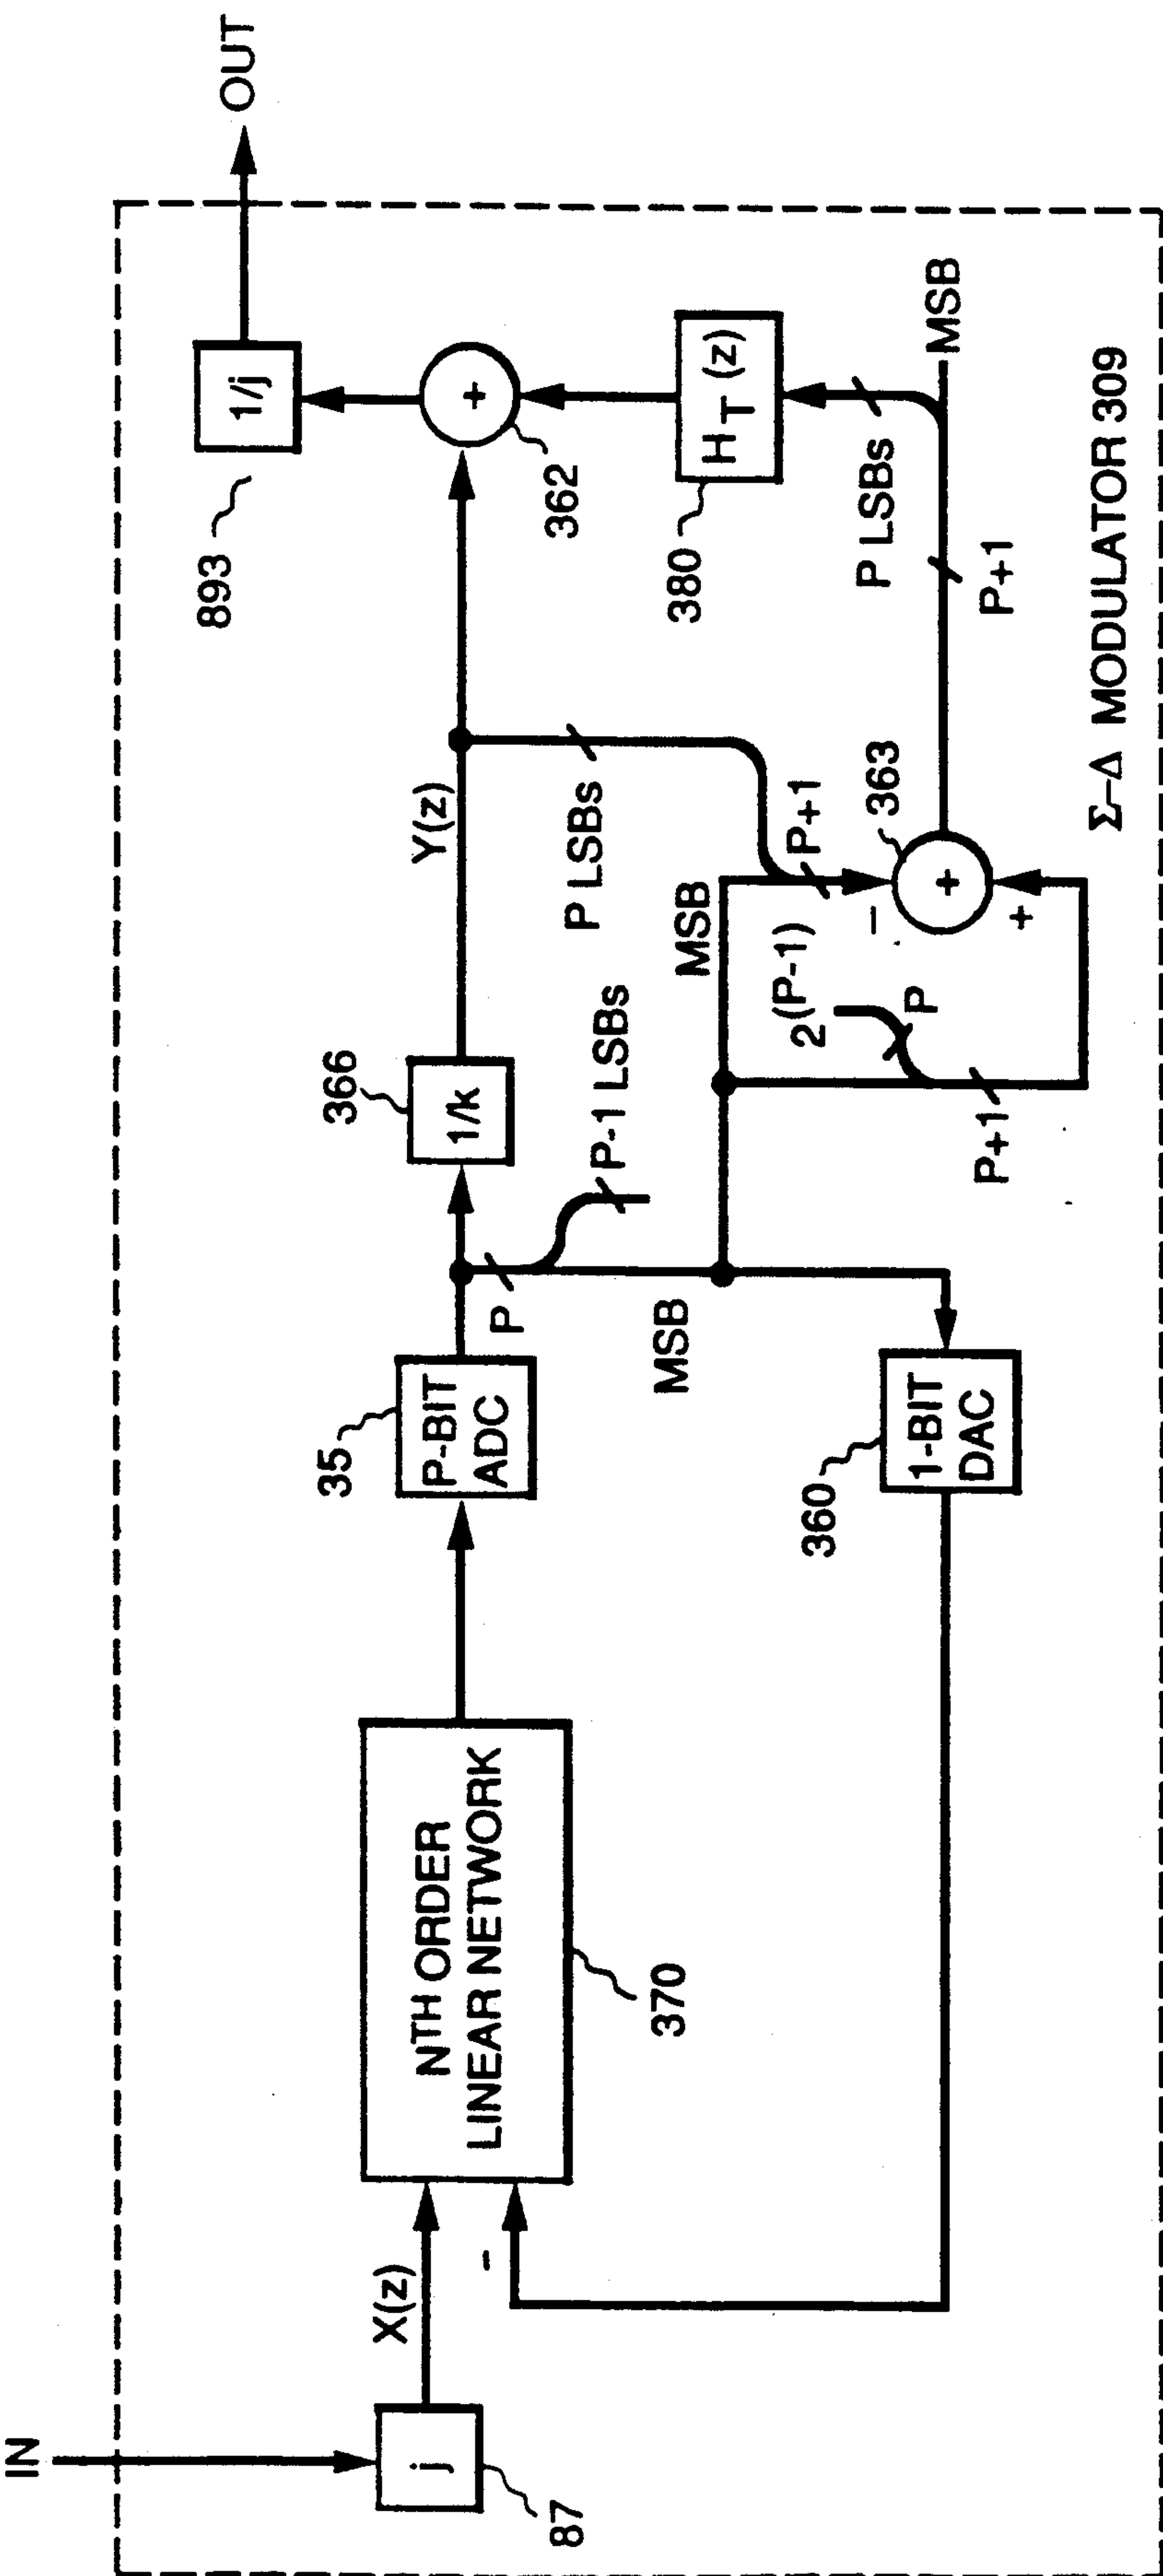 IN
j
87
X(z)
–
NTH ORDER
LINEAR NETWORK
370
35
P-BIT
ADC
P
P-1 LSBs
MSB
360
1-BIT
DAC
366
1/k
Y(z)
P LSBs
MSB
P+1
2(P-1)
P
P+1
–
+
+
363
P+1
P LSBs
MSB
380
HT (z)
+
362
893
1/j
OUT
Σ–Δ MODULATOR 309